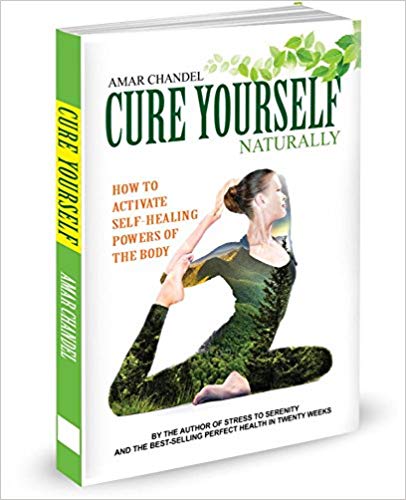 AMAR CHANDEL
CURE YOURSELF
NATURALLY
HOW TO
ACTIVATE
SELF-HEALING
POWERS OF
THE BODY
BY THE AUTHOR OF STRESS TO SERENITY
AND THE BEST-SELLING PERFECT HEALTH IN TWENTY WEEKS
CURE YOURSELF
AMAR CHANDEL